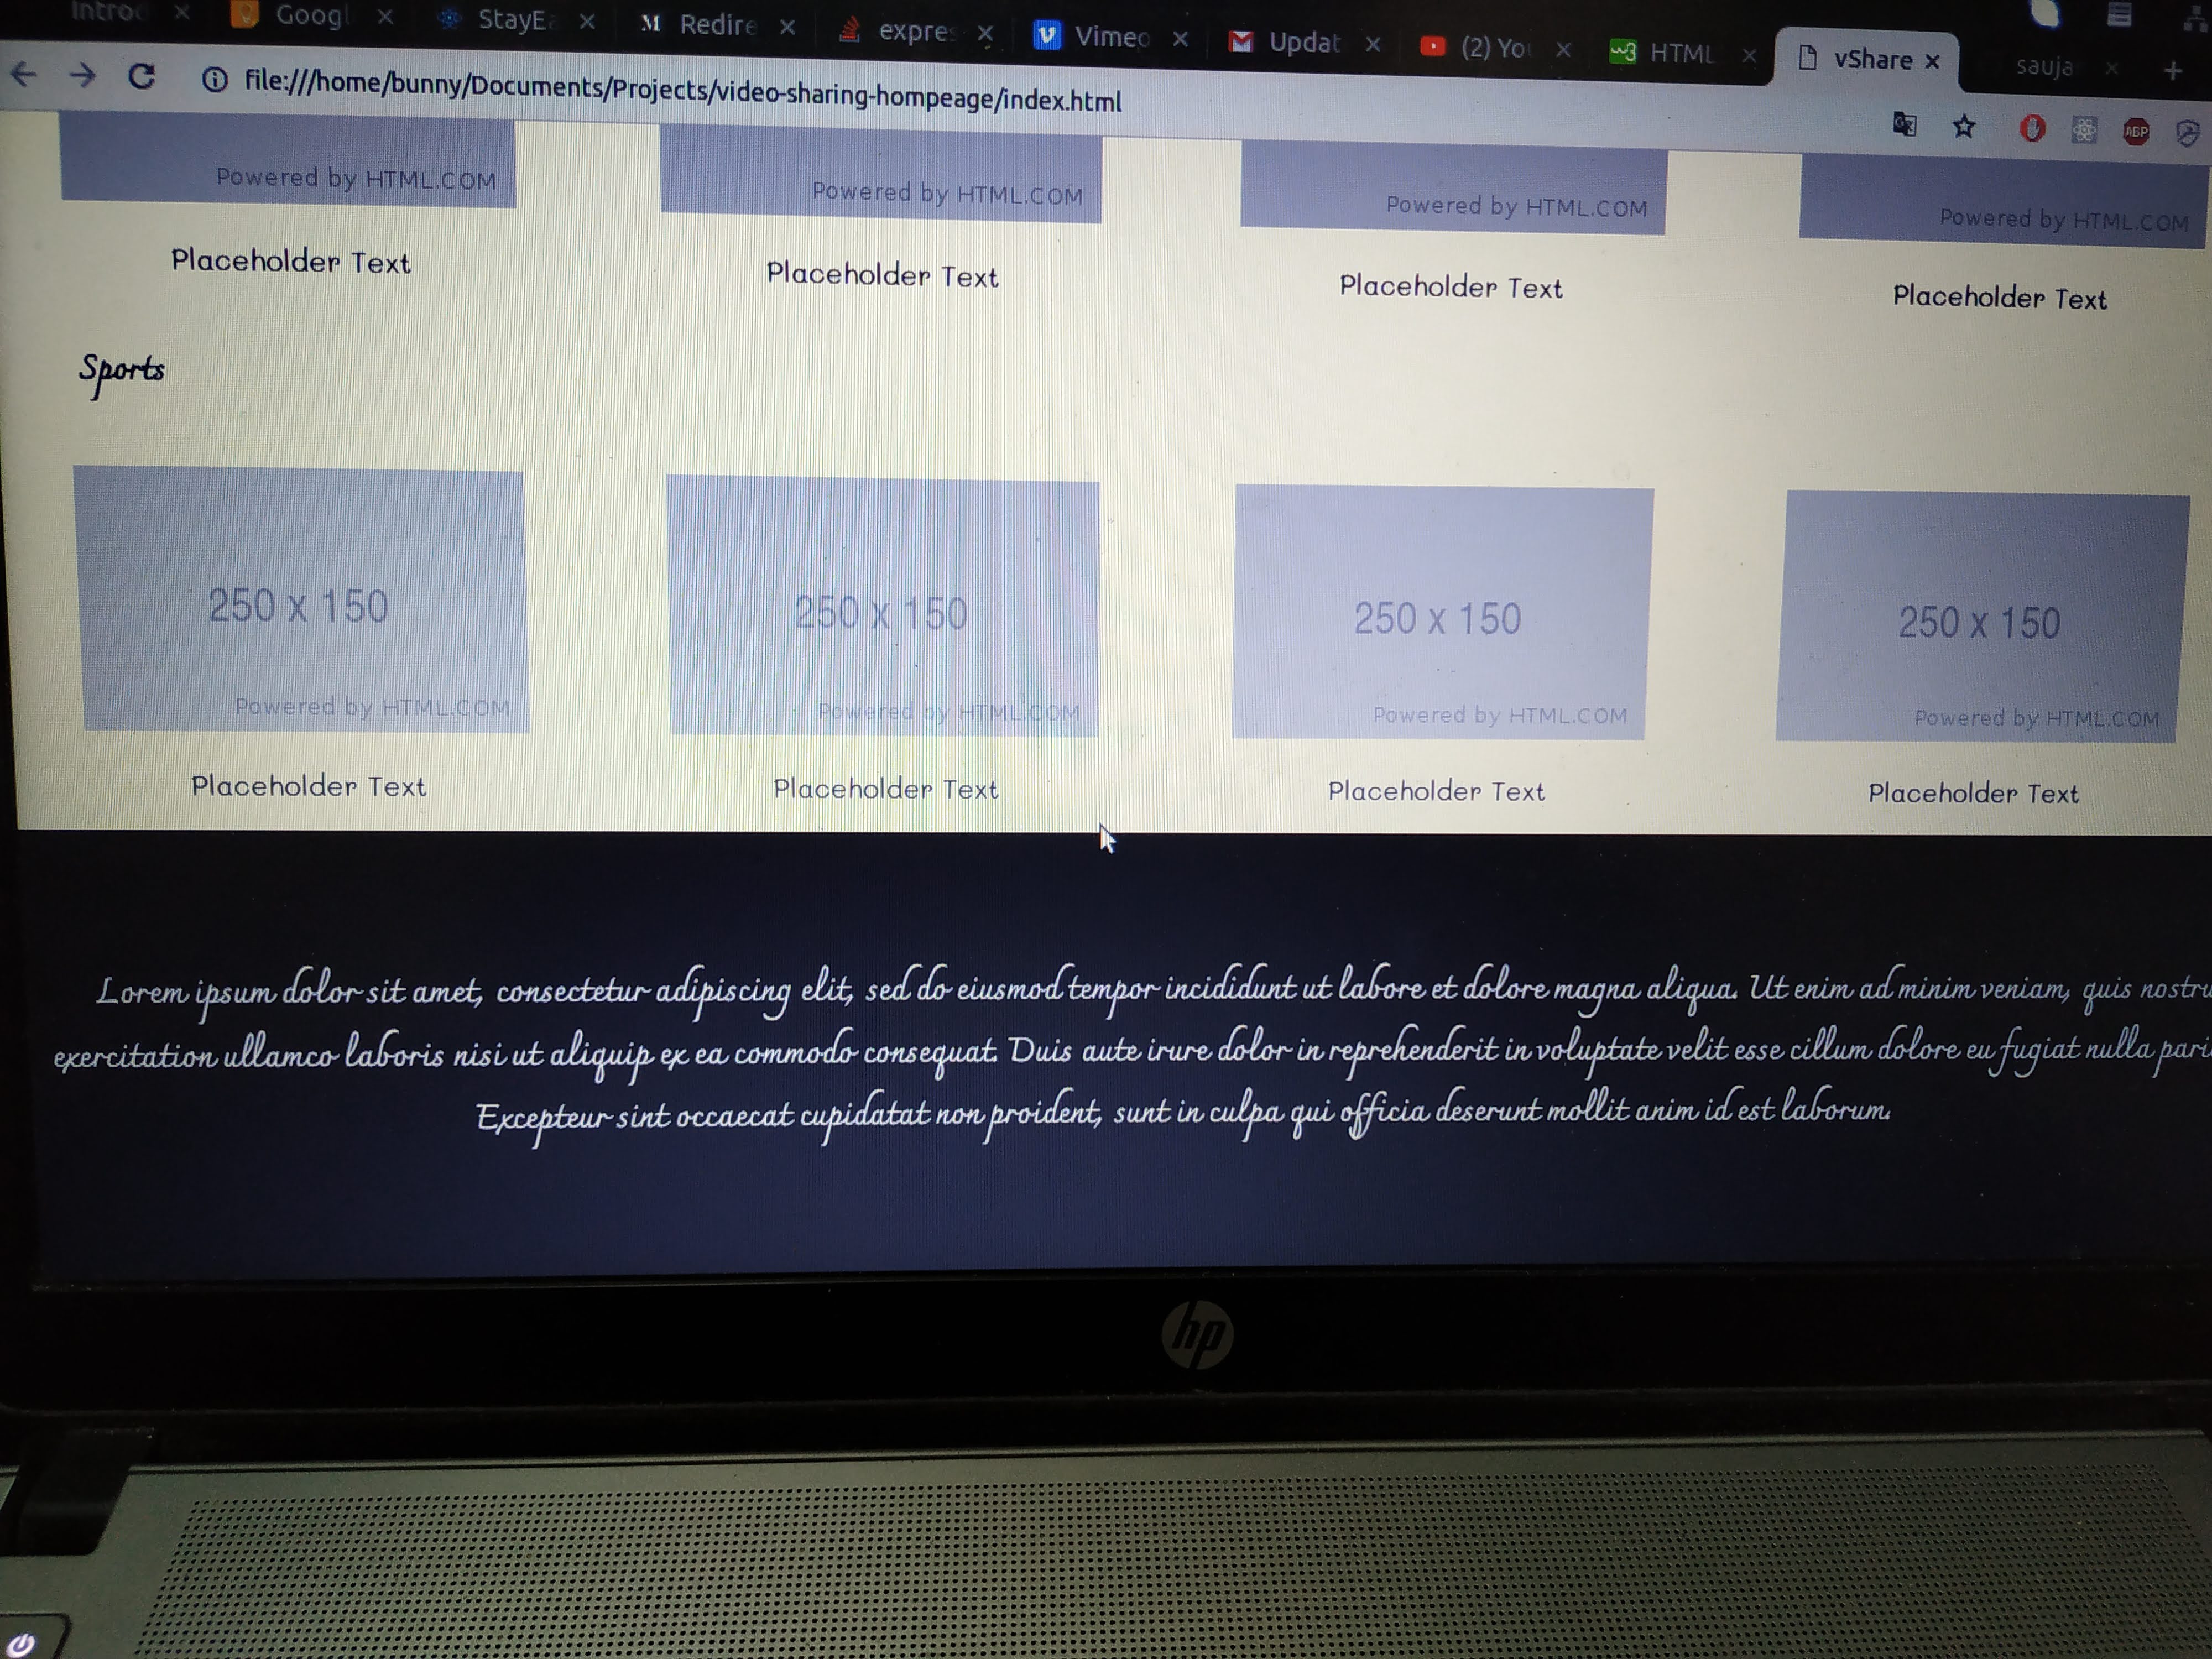 Intro Googl StayEa Redire expres Vimeo Updat (2) You HTML vShare sauja
file:///home/bunny/Documents/Projects/video-sharing-hompeage/index.html
ABP
Powered by HTML.COM Powered by HTML.COM Powered by HTML.COM Powered by HTML.COM
Placeholder Text Placeholder Text Placeholder Text Placeholder Text
Sports
250 x 150 250 x 150 250 x 150 250 x 150
Powered by HTML.COM Powered by HTML.COM Powered by HTML.COM Powered by HTML.COM
Placeholder Text Placeholder Text Placeholder Text Placeholder Text
Lorem ipsum dolor sit amet, consectetur adipiscing elit, sed do eiusmod tempor incididunt ut labore et dolore magna aliqua. Ut enim ad minim veniam, quis nostru
exercitation ullamco laboris nisi ut aliquip ex ea commodo consequat. Duis aute irure dolor in reprehenderit in voluptate velit esse cillum dolore eu fugiat nulla pari
Excepteur sint occaecat cupidatat non proident, sunt in culpa qui officia deserunt mollit anim id est laborum.
hp